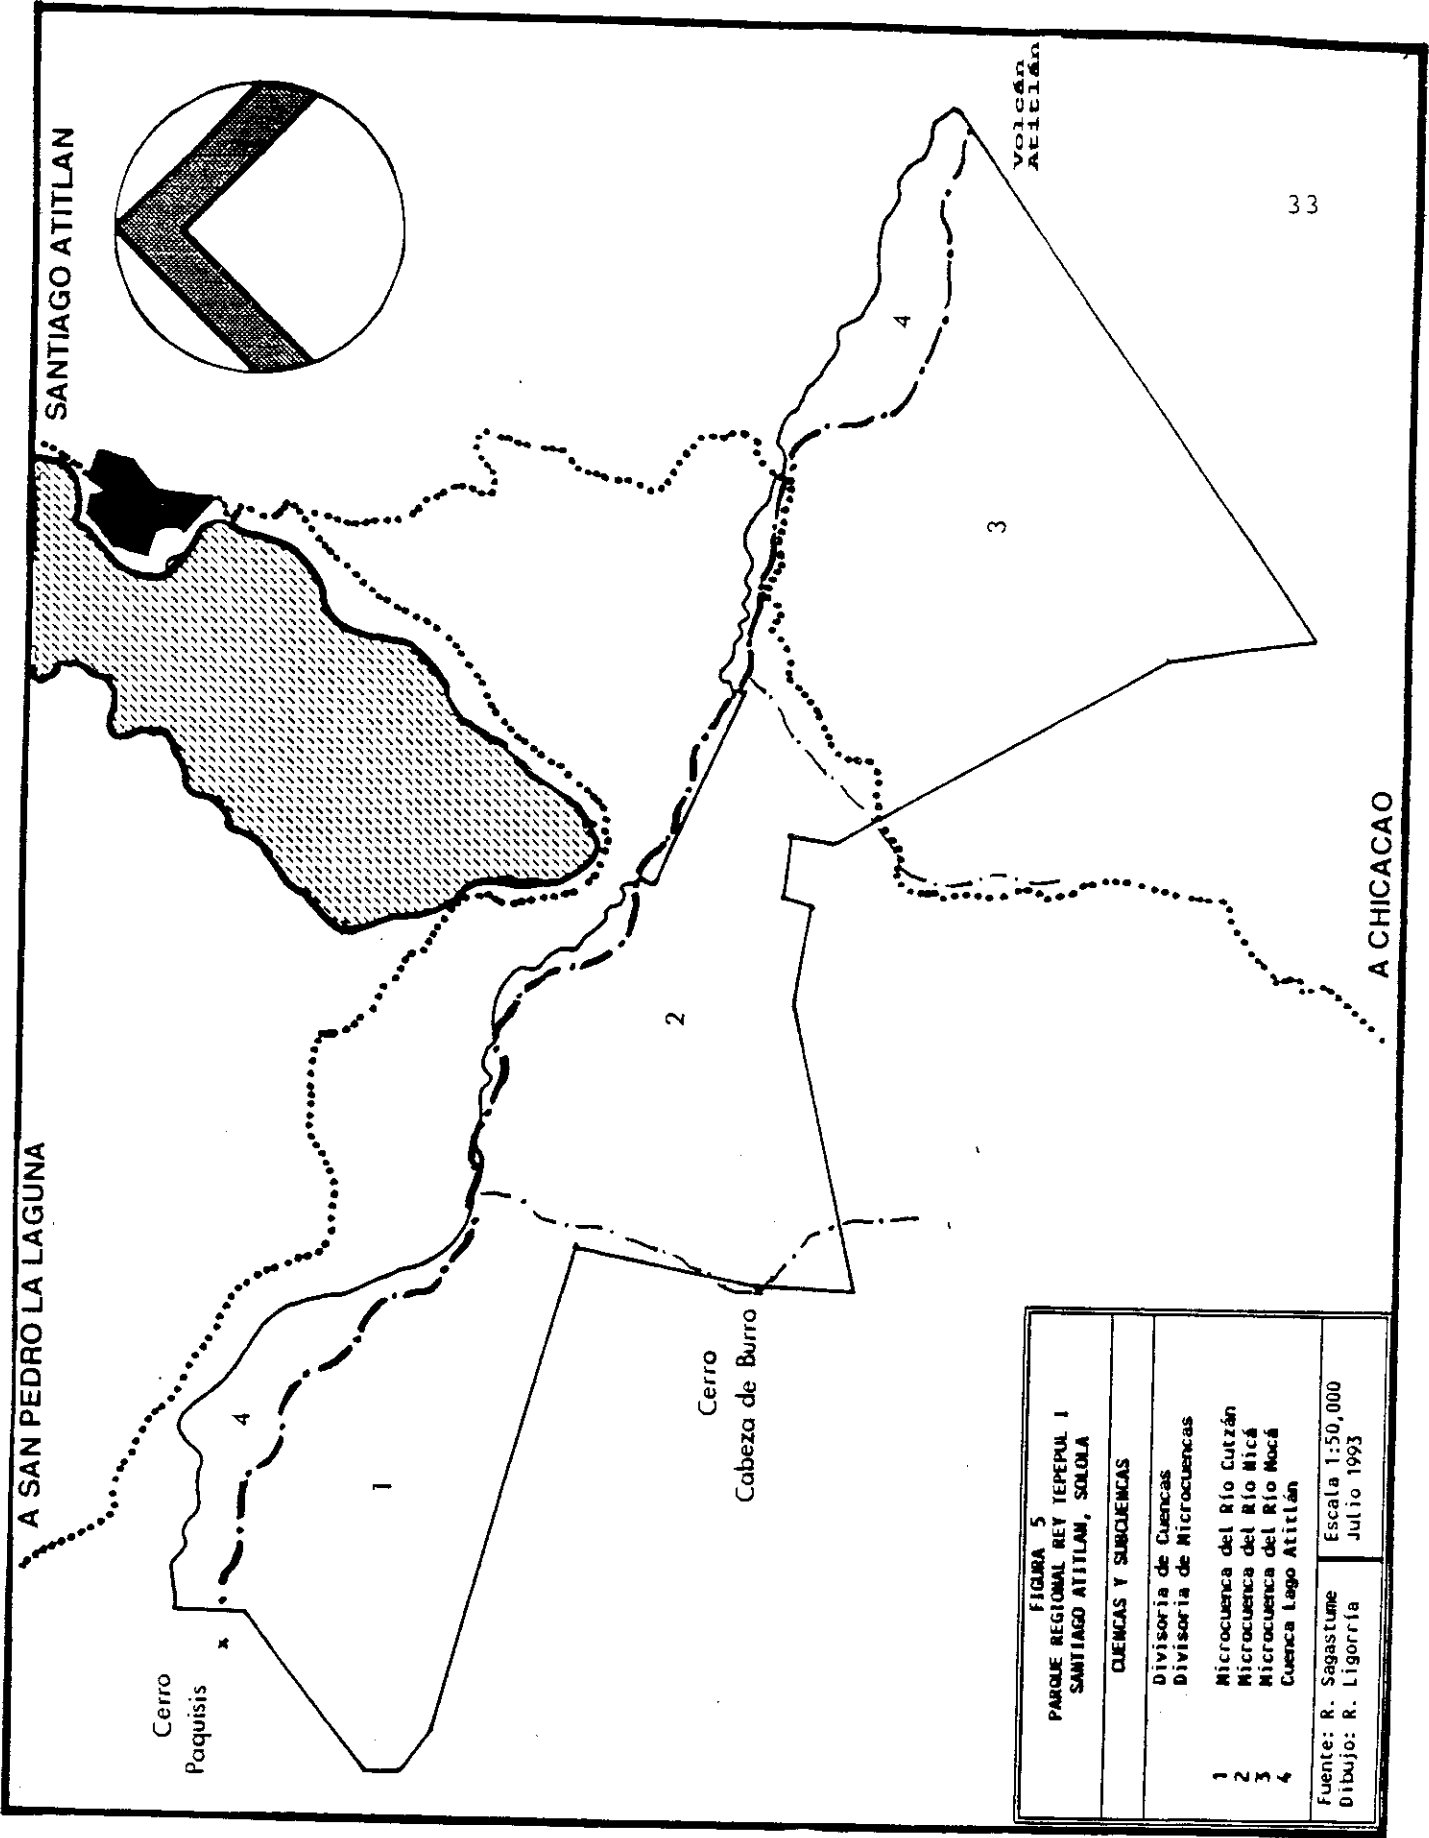 A SAN PEDRO LA LAGUNA
SANTIAGO ATITLAN
Cerro
Paquisis
4
1
Cerro
Cabeza de Burro
2
3
4
Volcán
Atitlán
33
A CHICACAO
FIGURA 5
PARQUE REGIONAL REY TEPEPUL I
SANTIAGO ATITLAN, SOLOLA
CUENCAS Y SUBCUENCAS
Divisoria de Cuencas
Divisoria de Microcuencas
1 Microcuenca del Río Cutzán
2 Microcuenca del Río Nicá
3 Microcuenca del Río Mocá
4 Cuenca Lago Atitlán
Fuente: R. Sagastume
Dibujo: R. Ligorría
Escala 1:50,000
Julio 1993